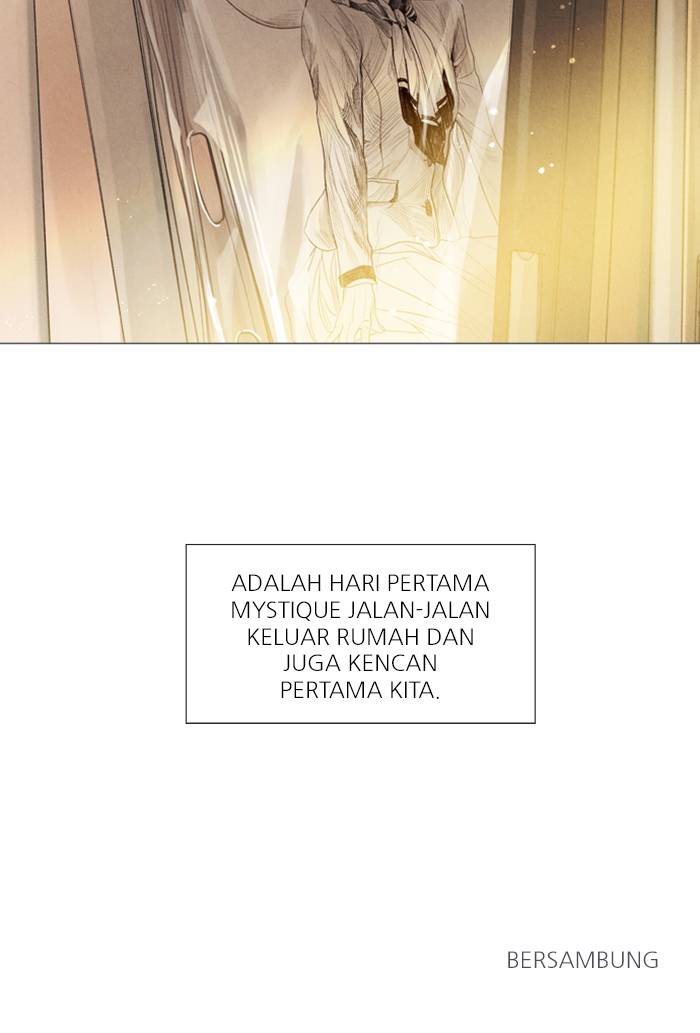 ADALAH HARI PERTAMA
MYSTIQUE JALAN-JALAN
KELUAR RUMAH DAN
JUGA KENCAN
PERTAMA KITA.
BERSAMBUNG